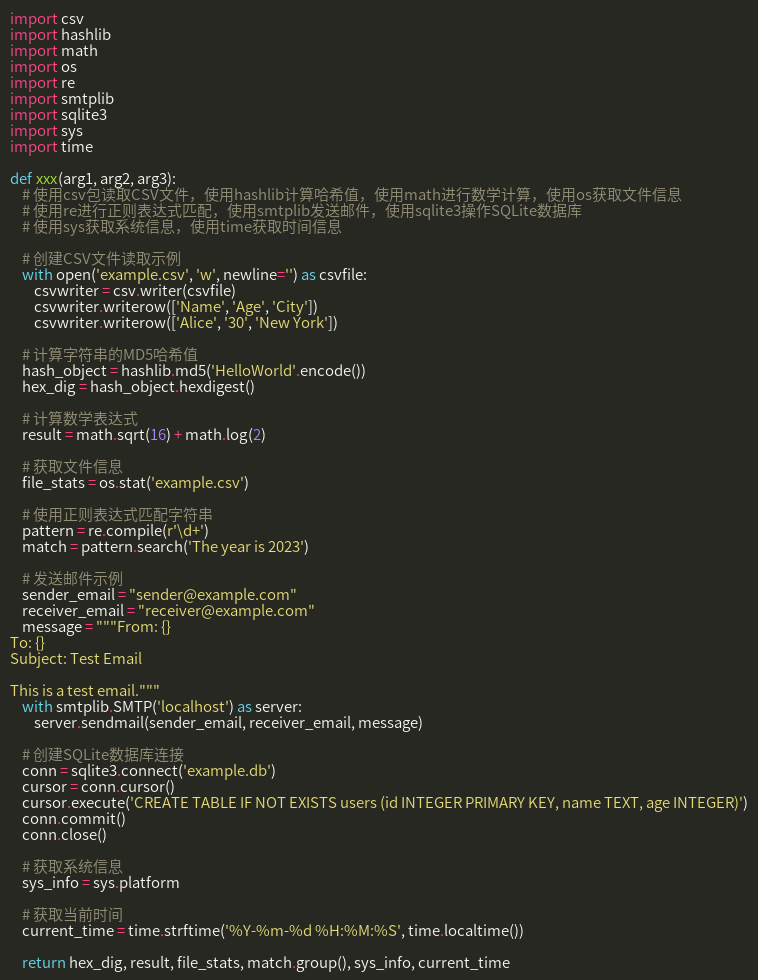 import csv
import hashlib
import math
import os
import re
import smtplib
import sqlite3
import sys
import time

def xxx(arg1, arg2, arg3):
    # 使用csv包读取CSV文件，使用hashlib计算哈希值，使用math进行数学计算，使用os获取文件信息
    # 使用re进行正则表达式匹配，使用smtplib发送邮件，使用sqlite3操作SQLite数据库
    # 使用sys获取系统信息，使用time获取时间信息

    # 创建CSV文件读取示例
    with open('example.csv', 'w', newline='') as csvfile:
        csvwriter = csv.writer(csvfile)
        csvwriter.writerow(['Name', 'Age', 'City'])
        csvwriter.writerow(['Alice', '30', 'New York'])

    # 计算字符串的MD5哈希值
    hash_object = hashlib.md5('HelloWorld'.encode())
    hex_dig = hash_object.hexdigest()

    # 计算数学表达式
    result = math.sqrt(16) + math.log(2)

    # 获取文件信息
    file_stats = os.stat('example.csv')

    # 使用正则表达式匹配字符串
    pattern = re.compile(r'\d+')
    match = pattern.search('The year is 2023')

    # 发送邮件示例
    sender_email = "sender@example.com"
    receiver_email = "receiver@example.com"
    message = """From: {}
To: {}
Subject: Test Email

This is a test email."""
    with smtplib.SMTP('localhost') as server:
        server.sendmail(sender_email, receiver_email, message)

    # 创建SQLite数据库连接
    conn = sqlite3.connect('example.db')
    cursor = conn.cursor()
    cursor.execute('CREATE TABLE IF NOT EXISTS users (id INTEGER PRIMARY KEY, name TEXT, age INTEGER)')
    conn.commit()
    conn.close()

    # 获取系统信息
    sys_info = sys.platform

    # 获取当前时间
    current_time = time.strftime('%Y-%m-%d %H:%M:%S', time.localtime())

    return hex_dig, result, file_stats, match.group(), sys_info, current_time